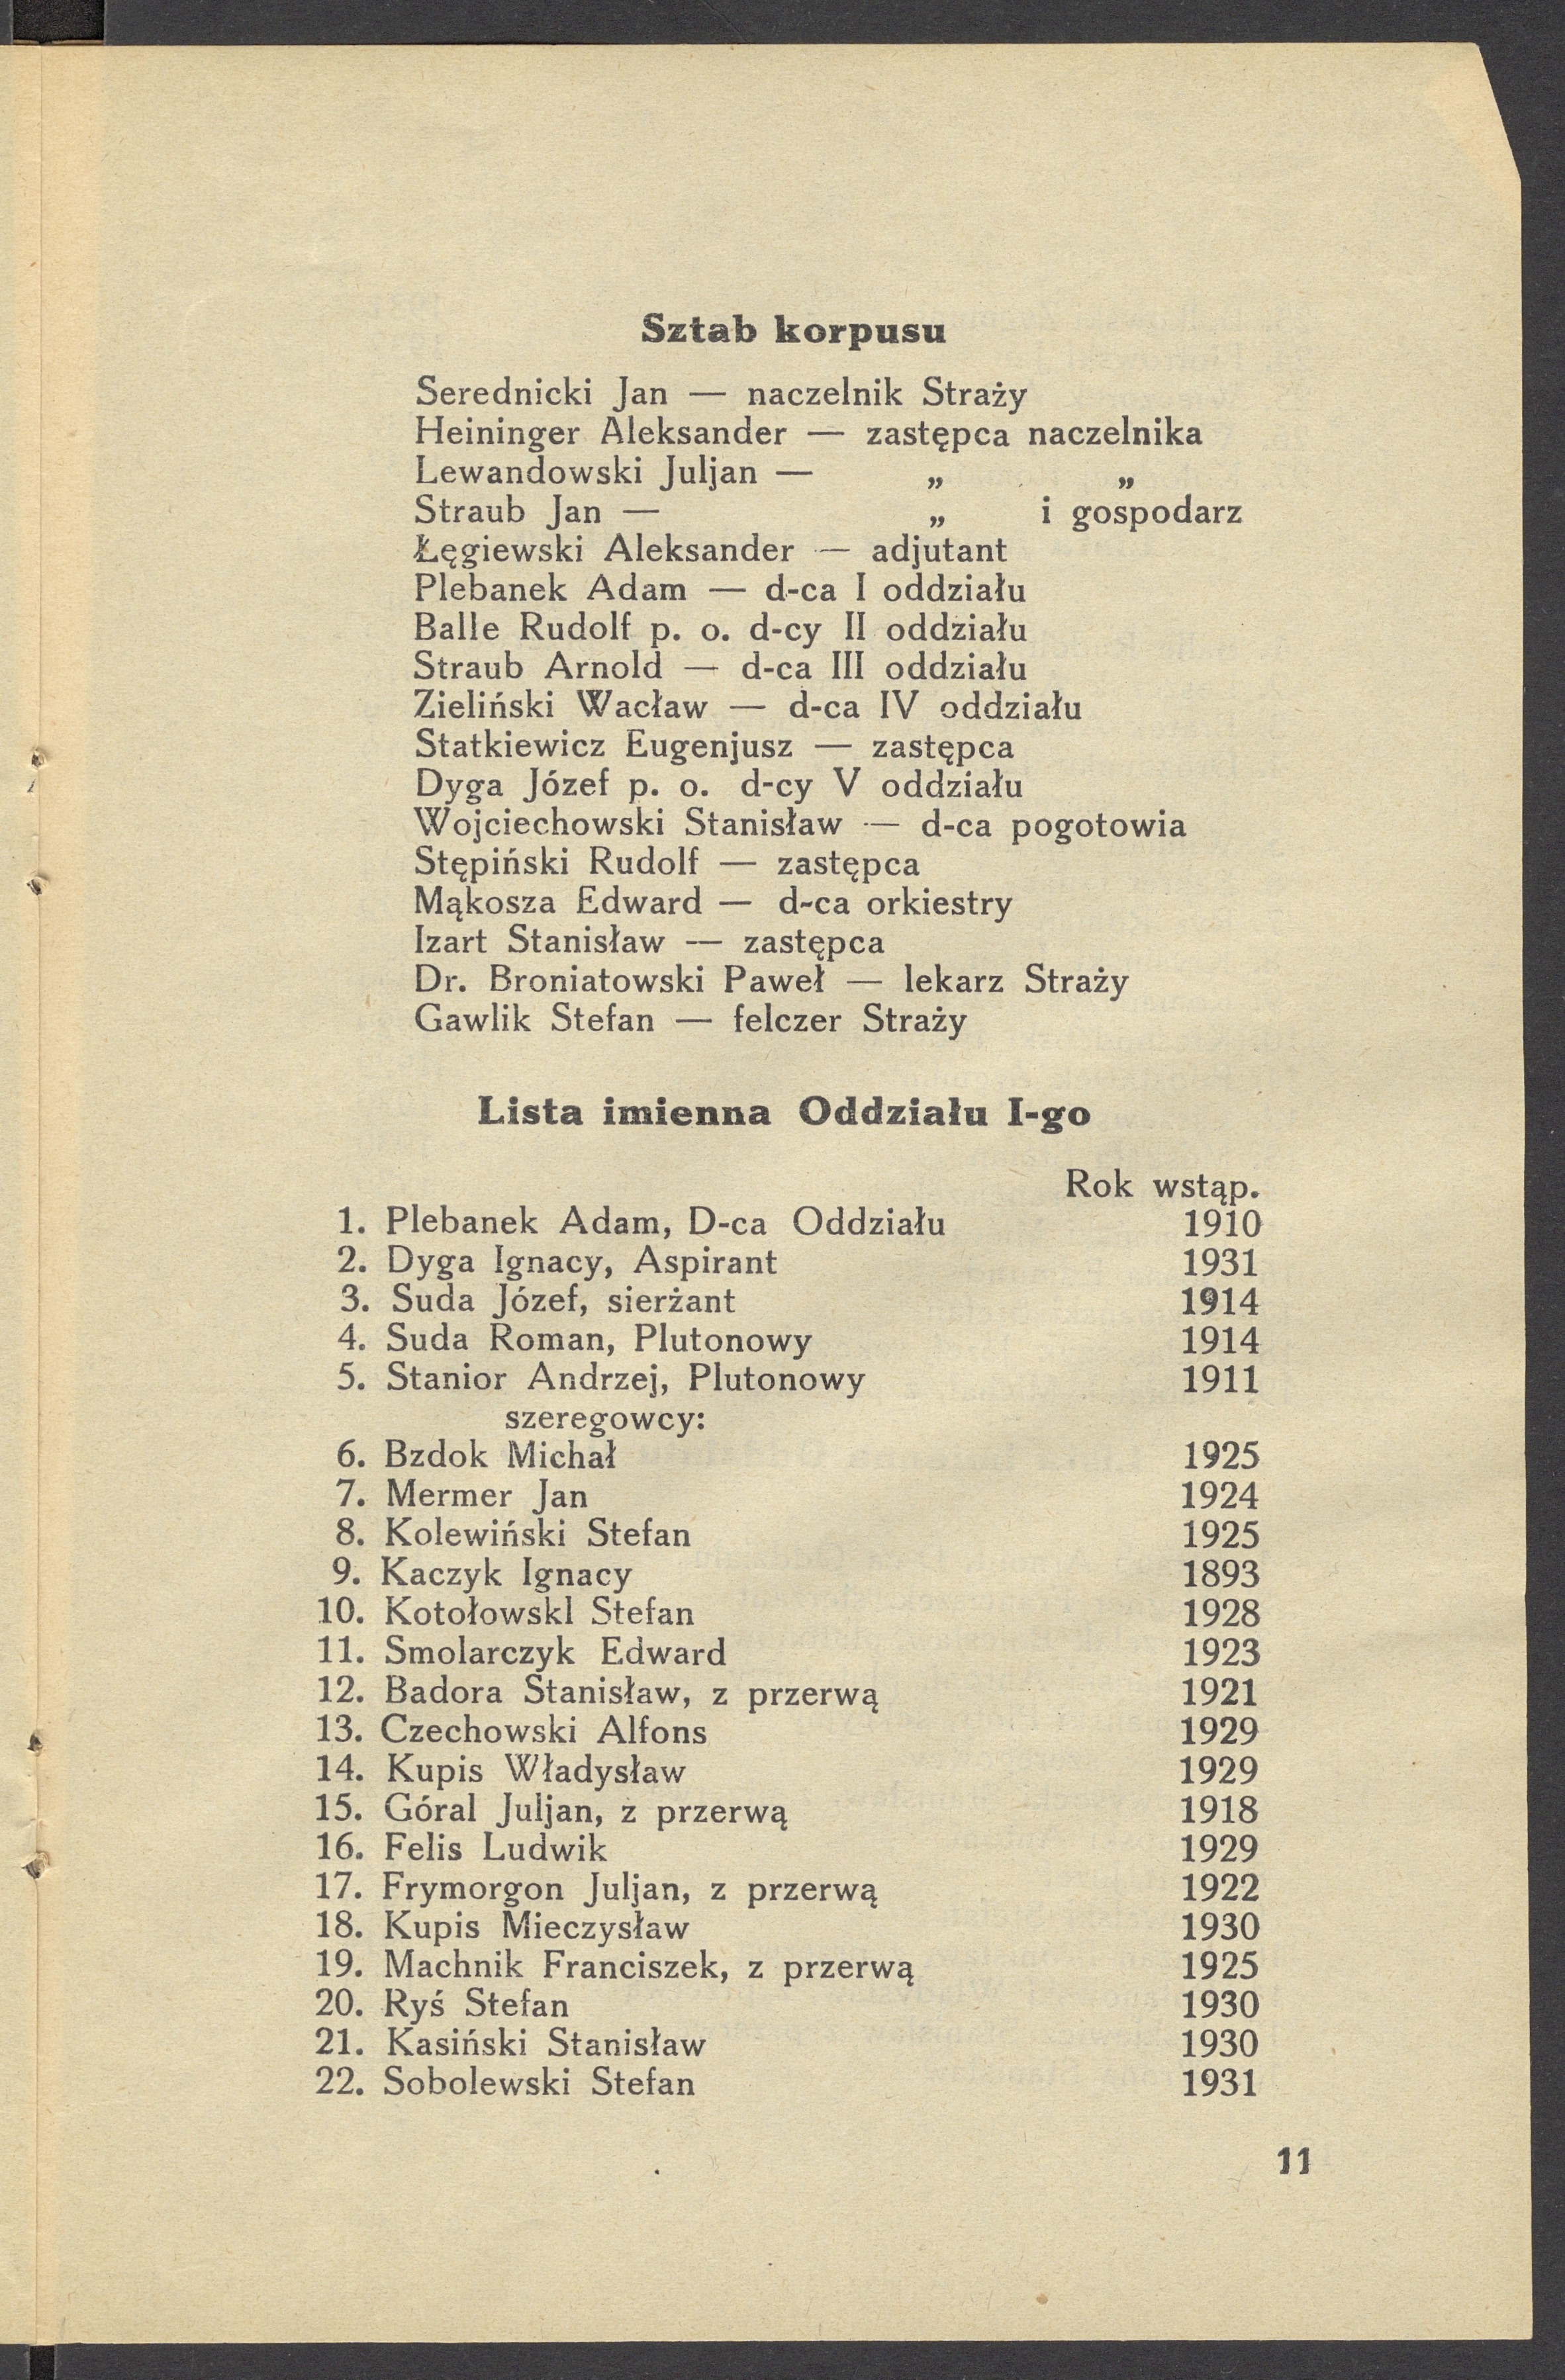 Sztab korpusu
Serednicki Jan — naczelnik Straży
Heininger Aleksander — zastępca naczelnika
Lewandowski Juljan — „ „
Straub Jan — „ i gospodarz
Łęgiewski Aleksander — adjutant
Plebanek Adam — d-ca I oddziału
Balle Rudolf p. o. d-cy II oddziału
Straub Arnold — d-ca III oddziału
Zieliński Wacław — d-ca IV oddziału
Statkiewicz Eugenjusz — zastępca
Dyga Józef p. o. d-cy V oddziału
Wojciechowski Stanisław — d-ca pogotowia
Stępiński Rudolf — zastępca
Mąkosza Edward — d-ca orkiestry
Izart Stanisław — zastępca
Dr. Broniatowski Paweł — lekarz Straży
Gawlik Stefan — felczer Straży
Lista imienna Oddziału I-go
Rok wstąp.
1. Plebanek Adam, D-ca Oddziału 1910
2. Dyga Ignacy, Aspirant 1931
3. Suda Józef, sierżant 1914
4. Suda Roman, Plutonowy 1914
5. Stanior Andrzej, Plutonowy 1911
szeregowcy:
6. Bzdok Michał 1925
7. Mermer Jan 1924
8. Kolewiński Stefan 1925
9. Kaczyk Ignacy 1893
10. Kotołowskl Stefan 1928
11. Smolarczyk Edward 1923
12. Badora Stanisław, z przerwą 1921
13. Czechowski Alfons 1929
14. Kupis Władysław 1929
15. Góral Juljan, z przerwą 1918
16. Felis Ludwik 1929
17. Frymorgon Juljan, z przerwą 1922
18. Kupis Mieczysław 1930
19. Machnik Franciszek, z przerwą 1925
20. Ryś Stefan 1930
21. Kasiński Stanisław 1930
22. Sobolewski Stefan 1931
11